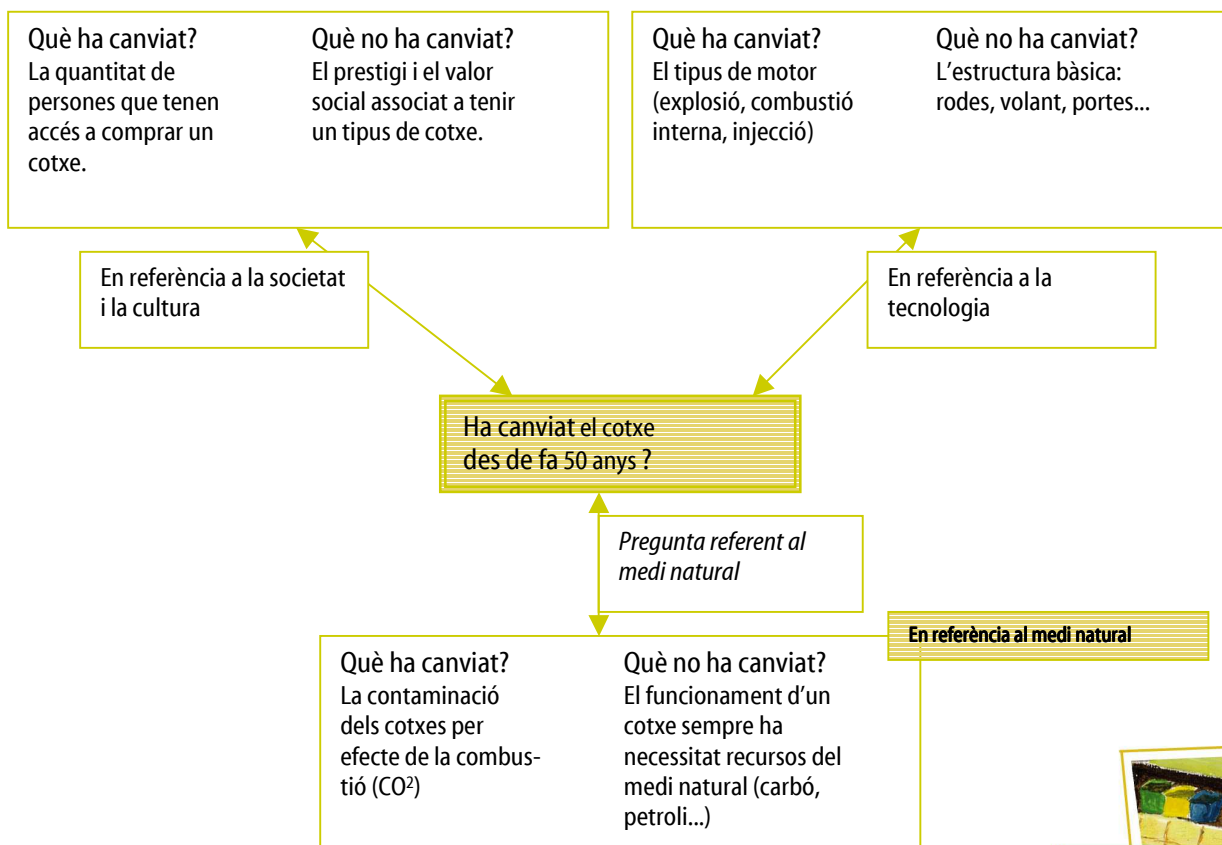 Què ha canviat?
La quantitat de
persones que tenen
accés a comprar un
cotxe.
Què no ha canviat?
El prestigi i el valor
social associat a tenir
un tipus de cotxe.
Què ha canviat?
El tipus de motor
(explosió, combustió
interna, injecció)
Què no ha canviat?
L’estructura bàsica:
rodes, volant, portes...
En referència a la societat
i la cultura
En referència a la
tecnologia
Ha canviat el cotxe
des de fa 50 anys ?
Pregunta referent al
medi natural
En referència al medi natural
Què ha canviat?
La contaminació
dels cotxes per
efecte de la combus-
tió (CO²)
Què no ha canviat?
El funcionament d’un
cotxe sempre ha
necessitat recursos del
medi natural (carbó,
petroli...)